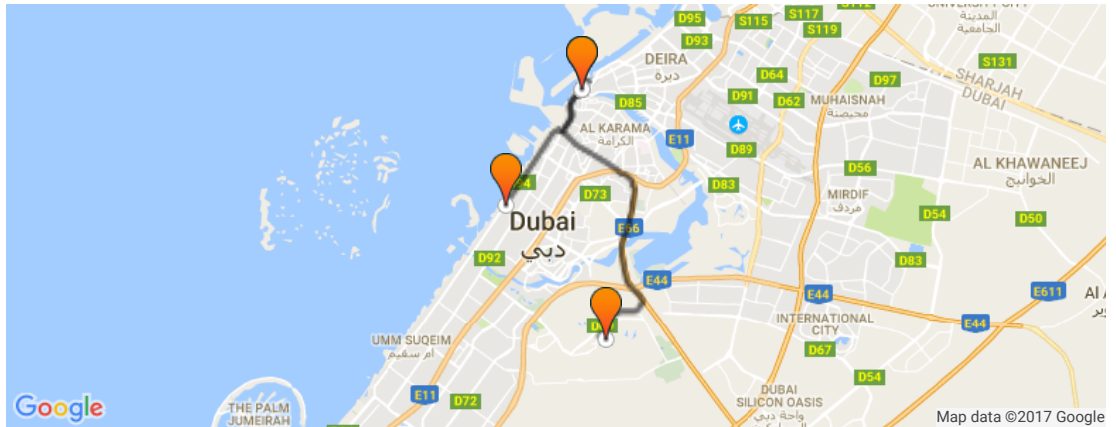 UNIVERSITY CITY
المدينة
الجامعية
D95
S115
S117
S112
D93
S119
DEIRA
ديرة
S131
D64
D97
SHARJAH
DUBAI
D91
D62
MUHAISNAH
محيصنة
D85
AL KARAMA
الكرامة
E11
D89
AL KHAWANEEJ
الخوانيج
D56
D83
MIRDIF
مردف
D73
D54
D50
Dubai
دبي
E66
D92
D83
E44
E44
E611
Al A
وير
INTERNATIONAL
CITY
E44
UMM SUQEIM
ام سقيم
D67
E11
D72
D54
THE PALM
JUMEIRAH
DUBAI
SILICON OASIS
واحة دبي
Google
Map data ©2017 Google